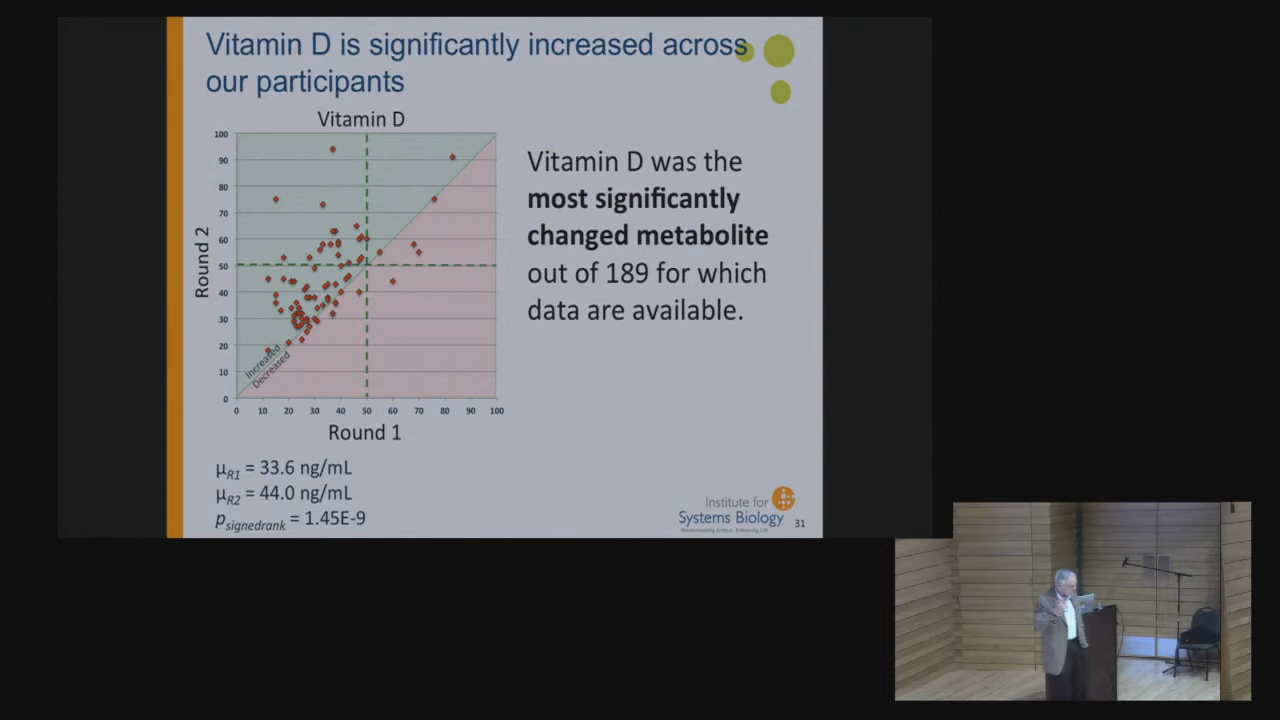 Vitamin D is significantly increased across
our participants
Vitamin D
100
90
80
70
60
50
40
30
20
10
0
Round 2
Increased
Decreased
0 10 20 30 40 50 60 70 80 90 100
Round 1
Vitamin D was the
most significantly
changed metabolite
out of 189 for which
data are available.
μR1 = 33.6 ng/mL
μR2 = 44.0 ng/mL
psignedrank = 1.45E-9
Institute for
Systems Biology
31